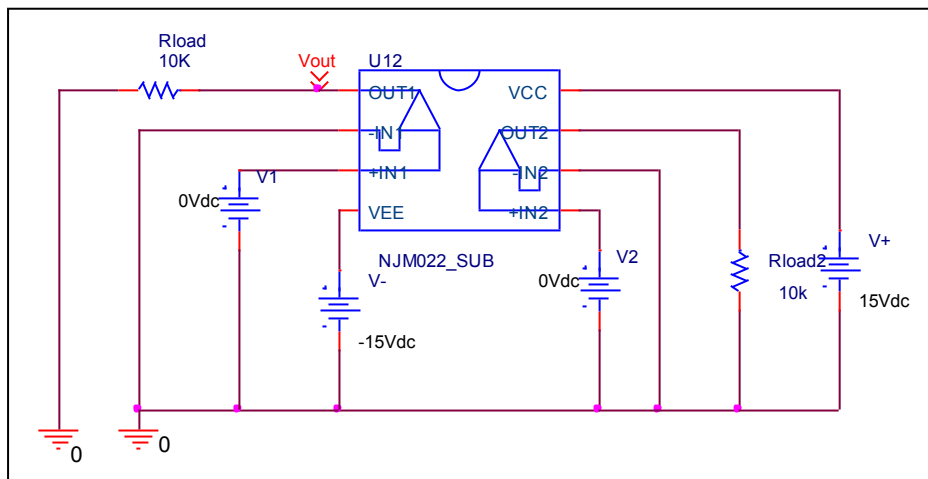 Rload
10K
Vout
U12
OUT1
VCC
-IN1
OUT2
+IN1
-IN2
V1
0Vdc
VEE
+IN2
NJM022_SUB
V-
-15Vdc
V2
0Vdc
Rload2
10k
V+
15Vdc
0
0